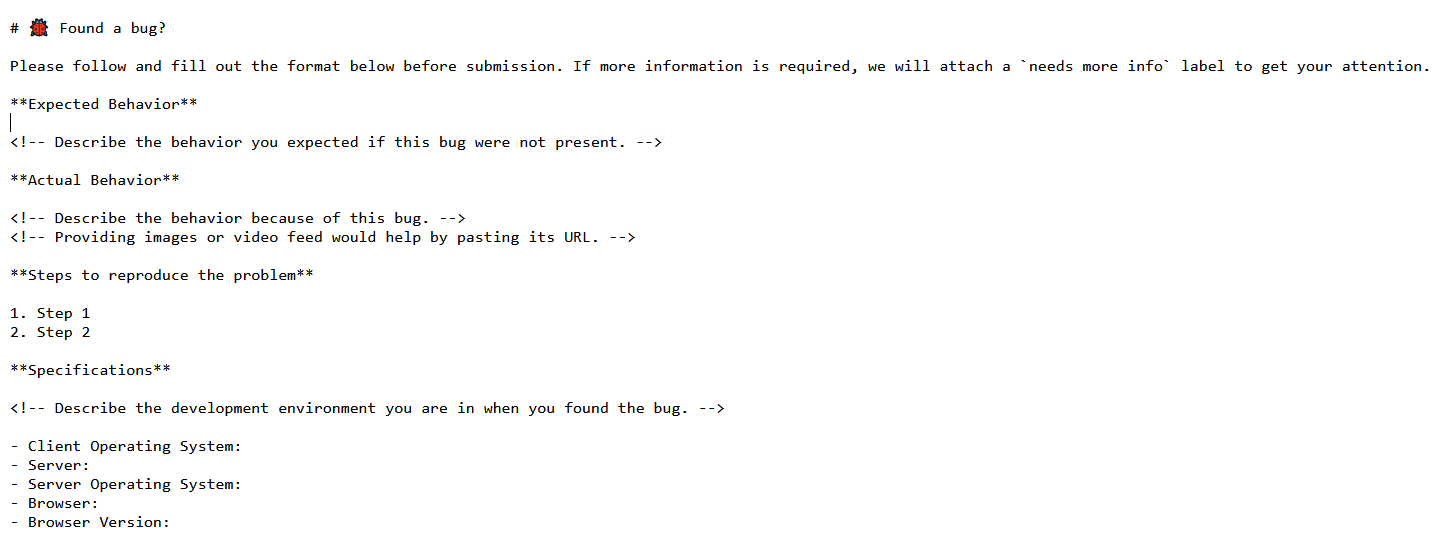 # 🐞 Found a bug?
Please follow and fill out the format below before submission. If more information is required, we will attach a `needs more info` label to get your attention.
**Expected Behavior**
<!-- Describe the behavior you expected if this bug were not present. -->
**Actual Behavior**
<!-- Describe the behavior because of this bug. -->
<!-- Providing images or video feed would help by pasting its URL. -->
**Steps to reproduce the problem**
1. Step 1
2. Step 2
**Specifications**
<!-- Describe the development environment you are in when you found the bug. -->
- Client Operating System:
- Server:
- Server Operating System:
- Browser:
- Browser Version: